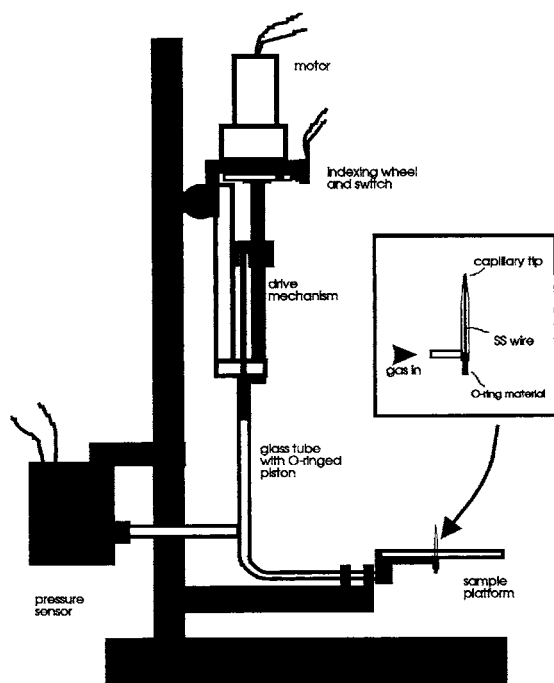 motor
indexing wheel
and switch
capillary tip
drive
mechanism
SS wire
gas in
O-ring material
glass tube
with O-ringed
piston
pressure
sensor
sample
platform